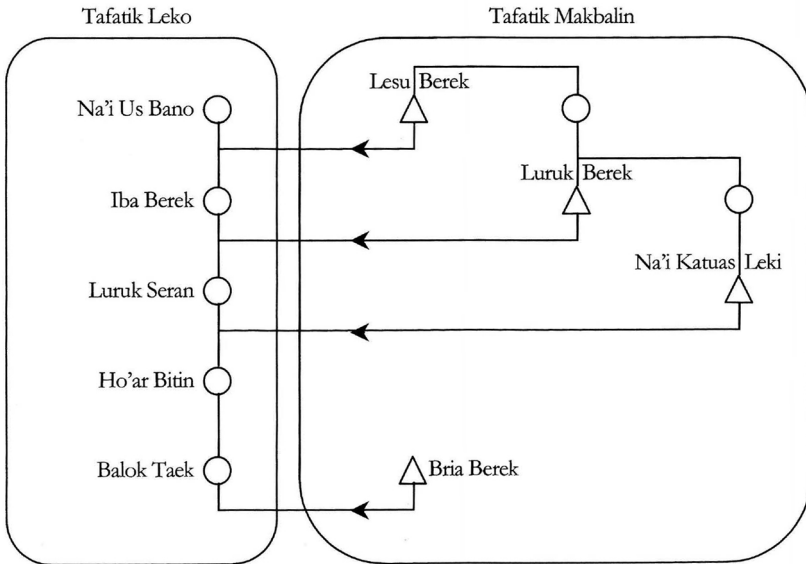 Tafatik Leko
Tafatik Makbalin
Lesu Berek
Na'i Us Bano
Luruk Berek
Iba Berek
Na'i Katuas Leki
Luruk Seran
Ho'ar Bitin
Balok Taek
Bria Berek